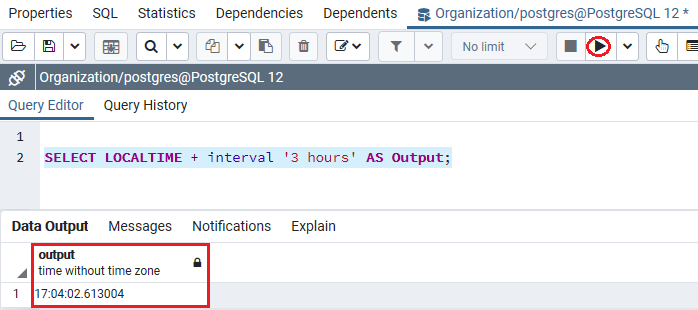 Properties SQL Statistics Dependencies Dependents Organization/postgres@PostgreSQL 12 *
No limit
Organization/postgres@PostgreSQL 12
Query Editor Query History
1
2 SELECT LOCALTIME + interval '3 hours' AS Output;
Data Output Messages Notifications Explain
output
time without time zone
1 17:04:02.613004